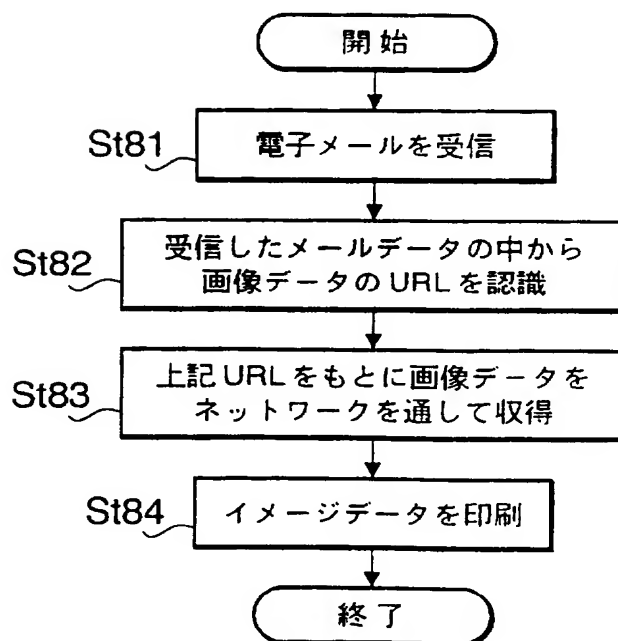 開始
St81
電子メールを受信
St82
受信したメールデータの中から
画像データのURLを認識
St83
上記URLをもとに画像データを
ネットワークを通して収得
St84
イメージデータを印刷
終了